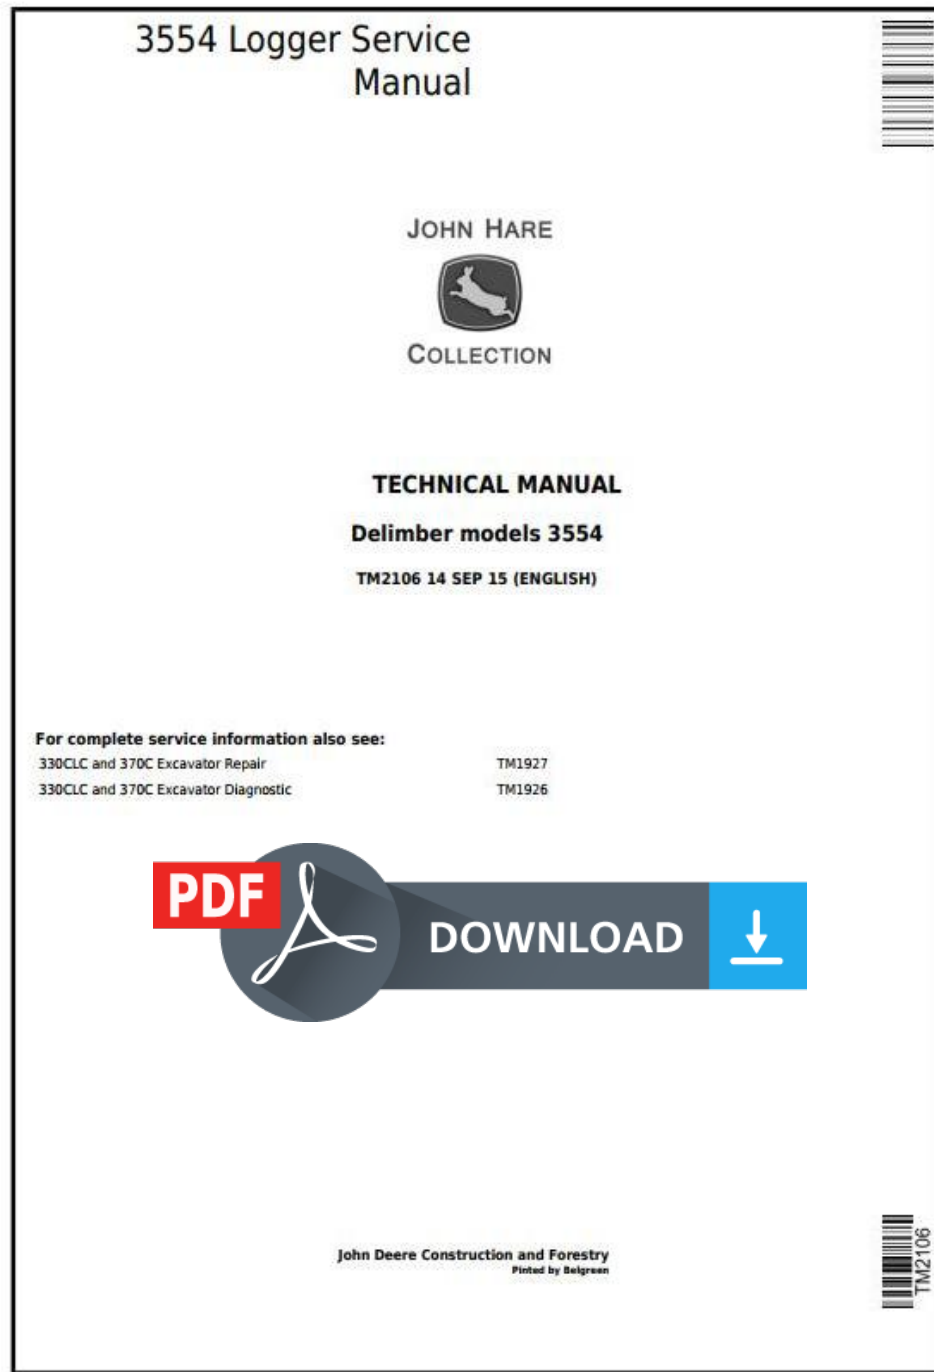 3554 Logger Service
Manual
JOHN HARE
COLLECTION
TECHNICAL MANUAL
Delimber models 3554
TM2106 14 SEP 15 (ENGLISH)
For complete service information also see:
330CLC and 370C Excavator Repair TM1927
330CLC and 370C Excavator Diagnostic TM1926
PDF DOWNLOAD
John Deere Construction and Forestry
Pinted by Belgreen
TM2106